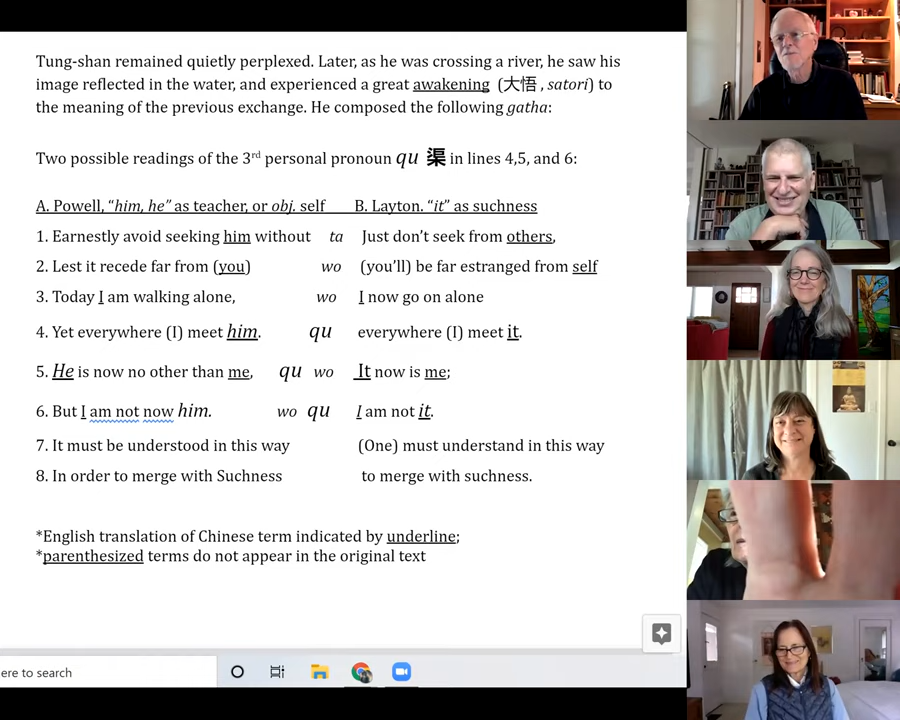 Tung-shan remained quietly perplexed. Later, as he was crossing a river, he saw his
image reflected in the water, and experienced a great awakening (大悟 , satori) to
the meaning of the previous exchange. He composed the following gatha:
Two possible readings of the 3rd personal pronoun qu 渠 in lines 4,5, and 6:
A. Powell, “him, he” as teacher, or obj. self B. Layton. “it” as suchness
1. Earnestly avoid seeking him without ta Just don’t seek from others,
2. Lest it recede far from (you) wo (you’ll) be far estranged from self
3. Today I am walking alone, wo I now go on alone
4. Yet everywhere (I) meet him. qu everywhere (I) meet it.
5. He is now no other than me, qu wo It now is me;
6. But I am not now him. wo qu I am not it.
7. It must be understood in this way (One) must understand in this way
8. In order to merge with Suchness to merge with suchness.
*English translation of Chinese term indicated by underline;
*parenthesized terms do not appear in the original text
ere to search